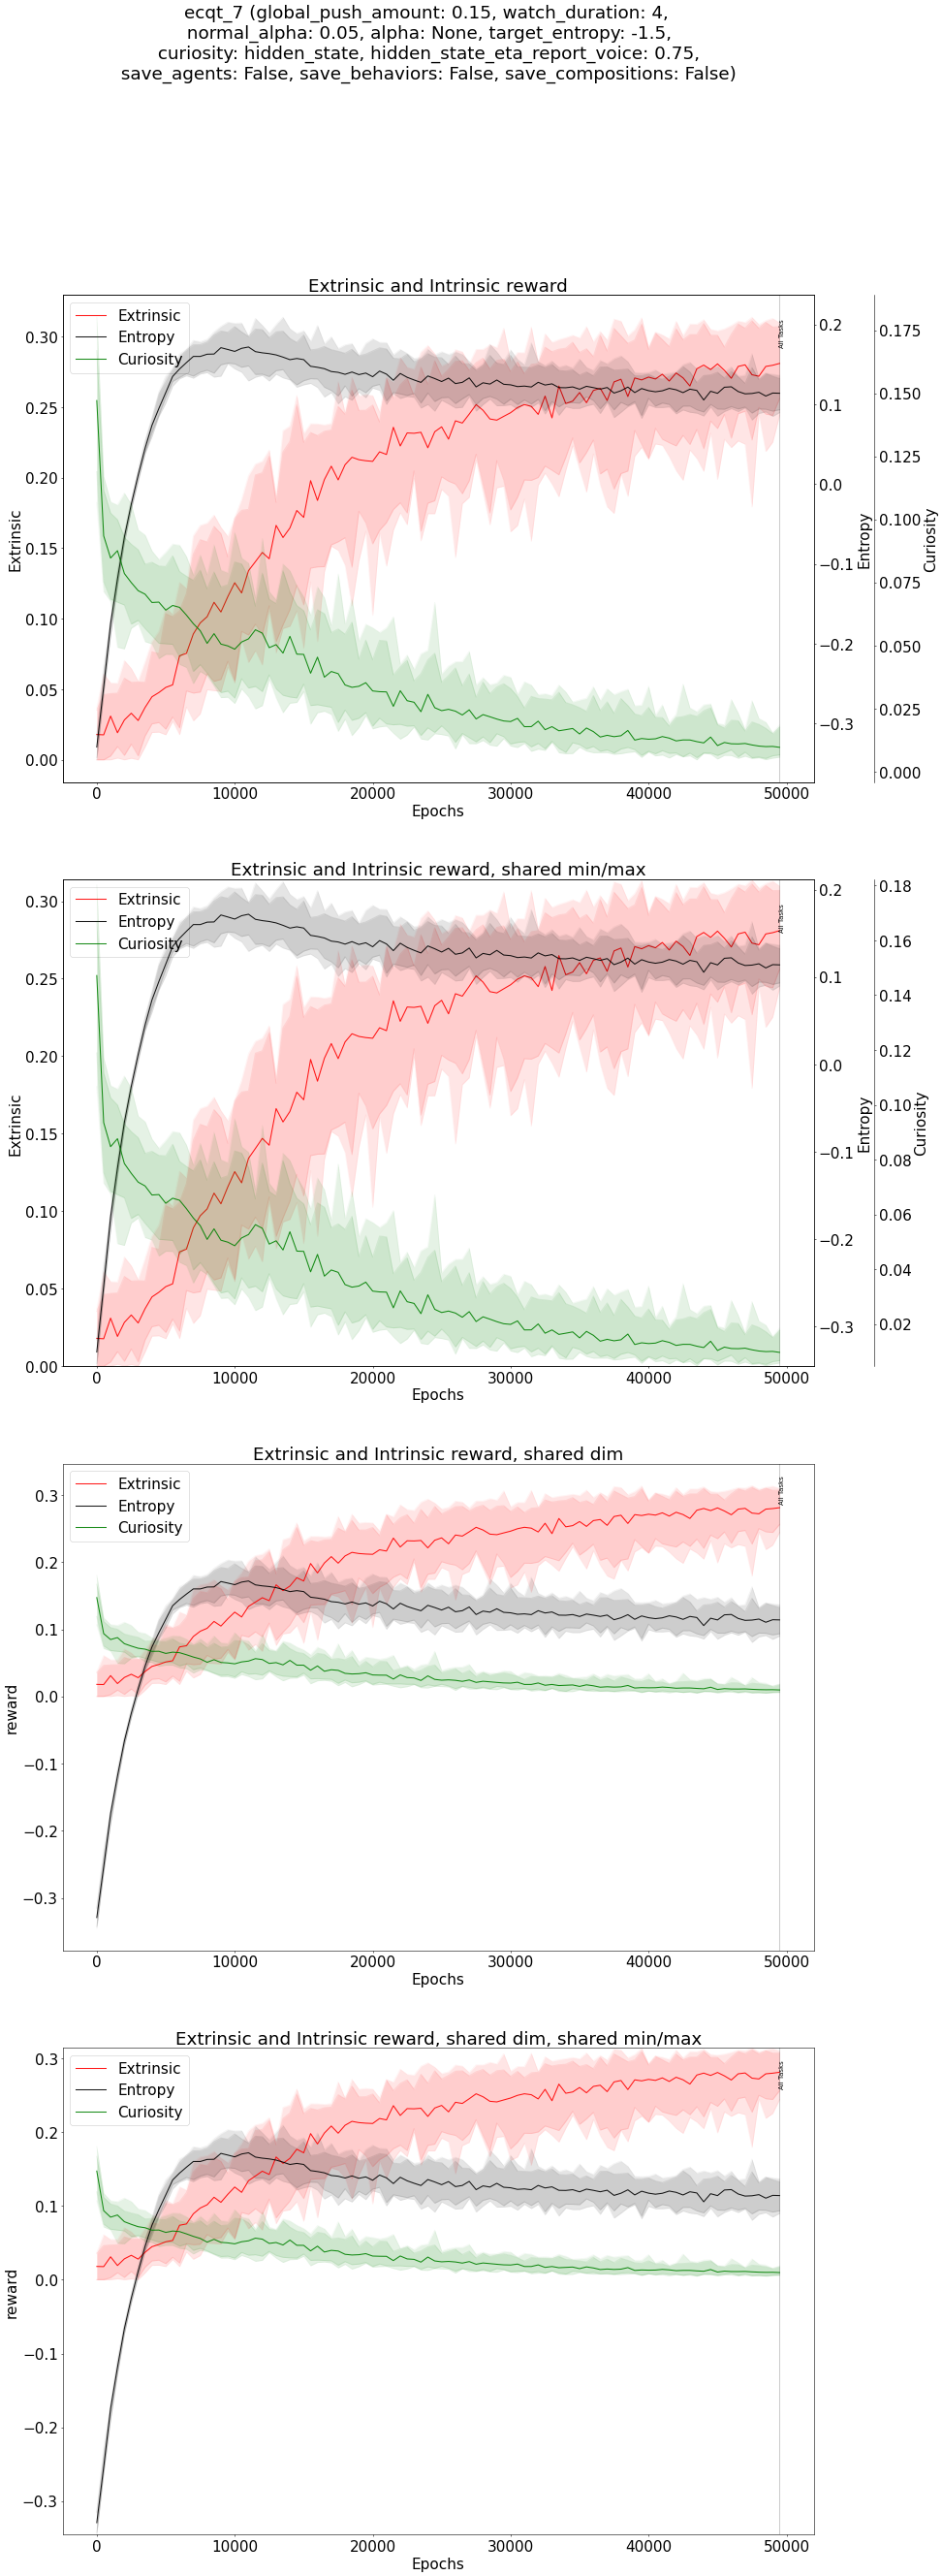 ecqt_7 (global_push_amount: 0.15, watch_duration: 4,
normal_alpha: 0.05, alpha: None, target_entropy: -1.5,
curiosity: hidden_state, hidden_state_eta_report_voice: 0.75,
save_agents: False, save_behaviors: False, save_compositions: False)
Extrinsic and Intrinsic reward
Extrinsic
Entropy
Curiosity
All Tasks
0.30
0.25
0.20
0.15
0.10
0.05
0.00
Extrinsic
0.2
0.1
0.0
−0.1
−0.2
−0.3
Entropy
0.175
0.150
0.125
0.100
0.075
0.050
0.025
0.000
Curiosity
0 10000 20000 30000 40000 50000
Epochs
Extrinsic and Intrinsic reward, shared min/max
Extrinsic
Entropy
Curiosity
All Tasks
0.30
0.25
0.20
0.15
0.10
0.05
0.00
Extrinsic
0.2
0.1
0.0
−0.1
−0.2
−0.3
Entropy
0.18
0.16
0.14
0.12
0.10
0.08
0.06
0.04
0.02
Curiosity
0 10000 20000 30000 40000 50000
Epochs
Extrinsic and Intrinsic reward, shared dim
Extrinsic
Entropy
Curiosity
All Tasks
0.3
0.2
0.1
0.0
−0.1
−0.2
−0.3
reward
0 10000 20000 30000 40000 50000
Epochs
Extrinsic and Intrinsic reward, shared dim, shared min/max
Extrinsic
Entropy
Curiosity
All Tasks
0.3
0.2
0.1
0.0
−0.1
−0.2
−0.3
reward
0 10000 20000 30000 40000 50000
Epochs